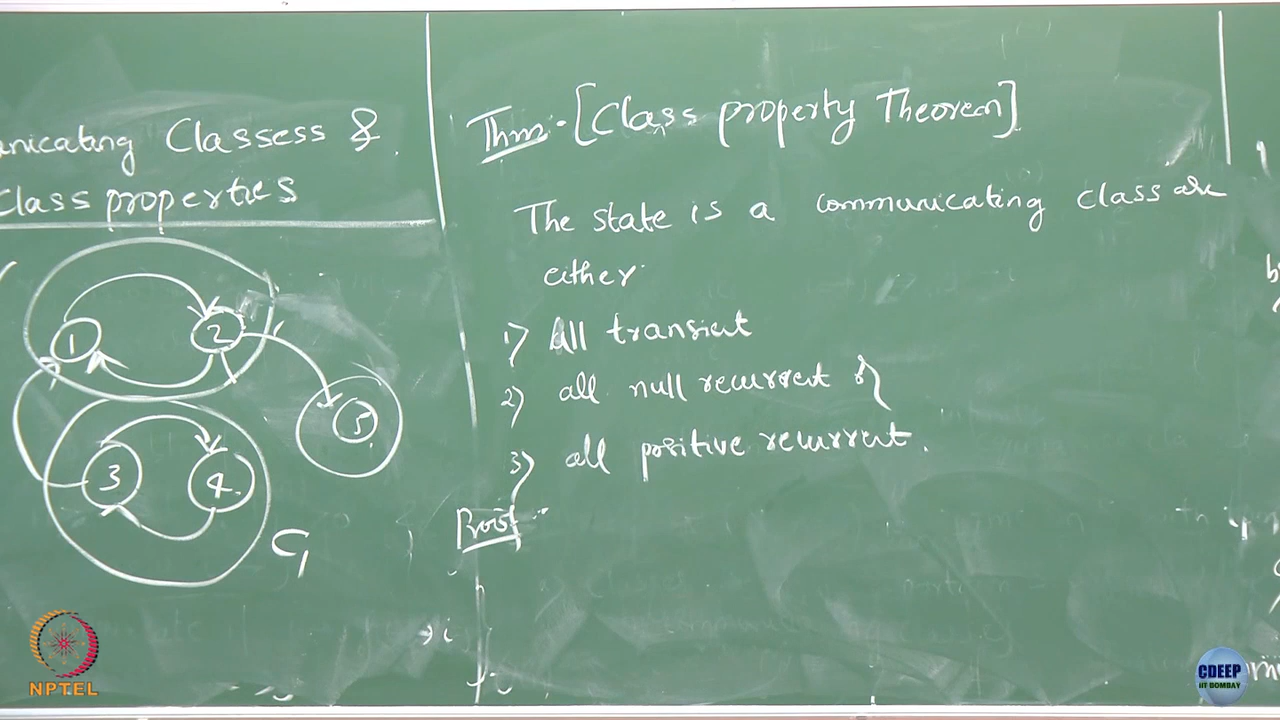 unicating Classess &
Class properties
1
2
5
3
4
C1
Thm:- [Class property Theorem]
The state is a communicating class are
either
1) All transient
2) all null recurrent or
3) all positive recurrent.
Proof:-
NPTEL
CDEEP
IIT BOMBAY